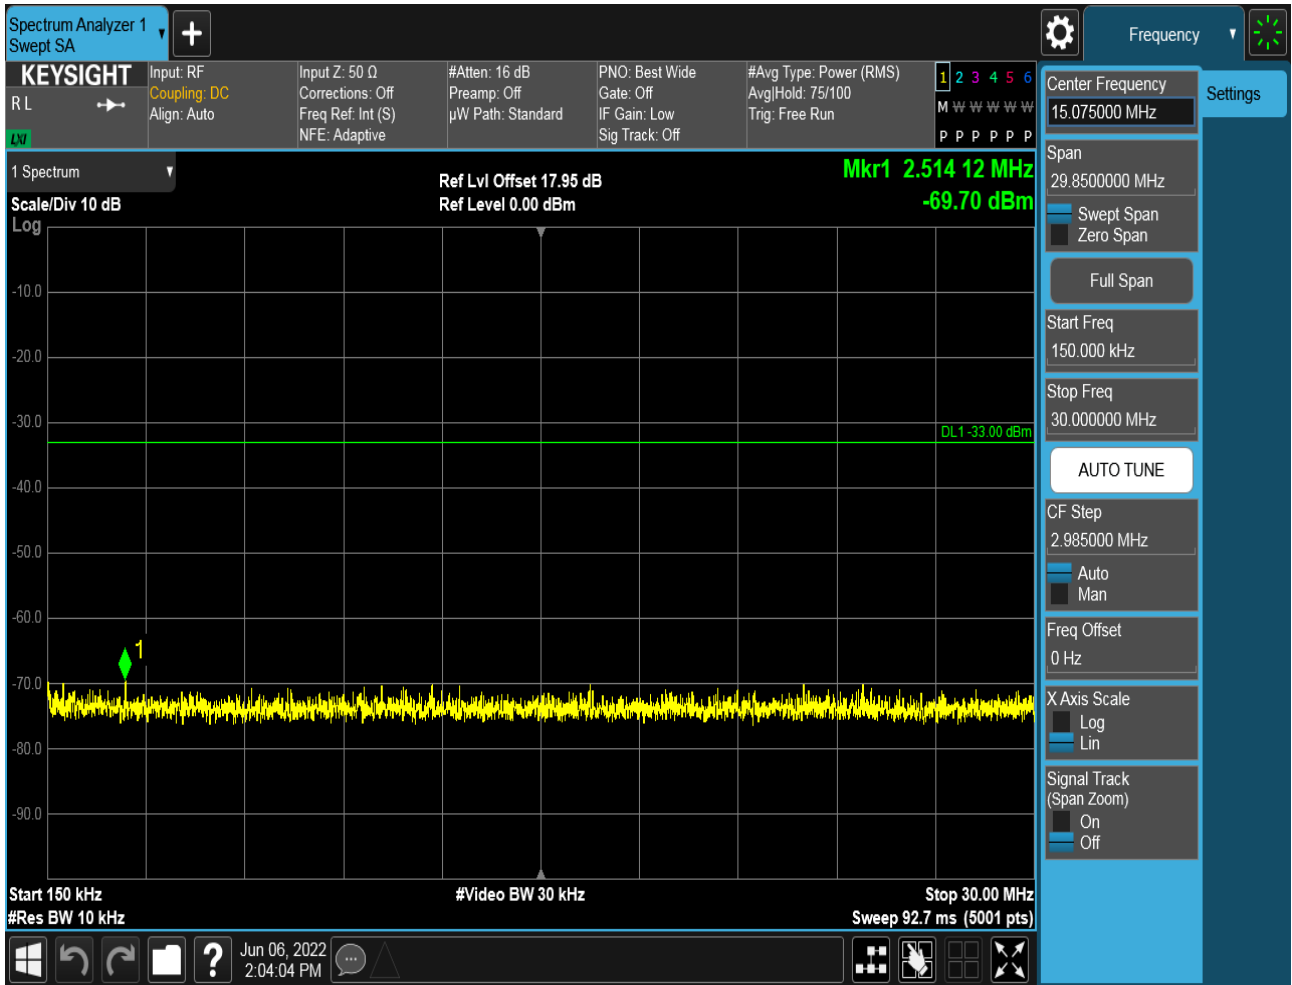 Spectrum Analyzer 1
Swept SA
Frequency
KEYSIGHT
R L
LXI
Input: RF
Coupling: DC
Align: Auto
Input Z: 50 Ω
Corrections: Off
Freq Ref: Int (S)
NFE: Adaptive
#Atten: 16 dB
Preamp: Off
µW Path: Standard
PNO: Best Wide
Gate: Off
IF Gain: Low
Sig Track: Off
#Avg Type: Power (RMS)
Avg|Hold: 75/100
Trig: Free Run
1 2 3 4 5 6
M W W W W W
P P P P P P
1 Spectrum
Scale/Div 10 dB
Log
Ref Lvl Offset 17.95 dB
Ref Level 0.00 dBm
Mkr1 2.514 12 MHz
-69.70 dBm
-10.0
-20.0
-30.0
DL1 -33.00 dBm
-40.0
-50.0
-60.0
1
-70.0
-80.0
-90.0
Start 150 kHz
#Video BW 30 kHz
Stop 30.00 MHz
#Res BW 10 kHz
Sweep 92.7 ms (5001 pts)
Center Frequency
15.075000 MHz
Settings
Span
29.8500000 MHz
Swept Span
Zero Span
Full Span
Start Freq
150.000 kHz
Stop Freq
30.000000 MHz
AUTO TUNE
CF Step
2.985000 MHz
Auto
Man
Freq Offset
0 Hz
X Axis Scale
Log
Lin
Signal Track
(Span Zoom)
On
Off
?
Jun 06, 2022
2:04:04 PM